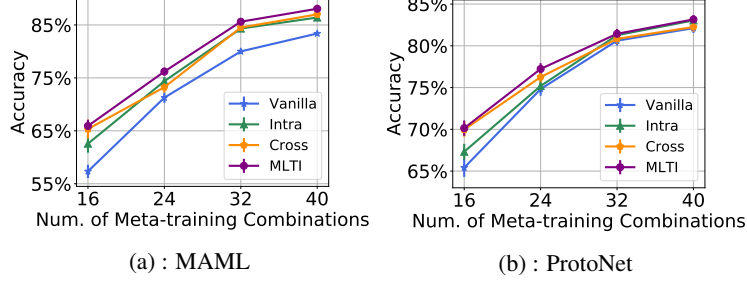 85%
75%
65%
55%
Accuracy
16 24 32 40
Num. of Meta-training Combinations
Vanilla
Intra
Cross
MLTI
(a) : MAML
85%
80%
75%
70%
65%
Accuracy
16 24 32 40
Num. of Meta-training Combinations
Vanilla
Intra
Cross
MLTI
(b) : ProtoNet